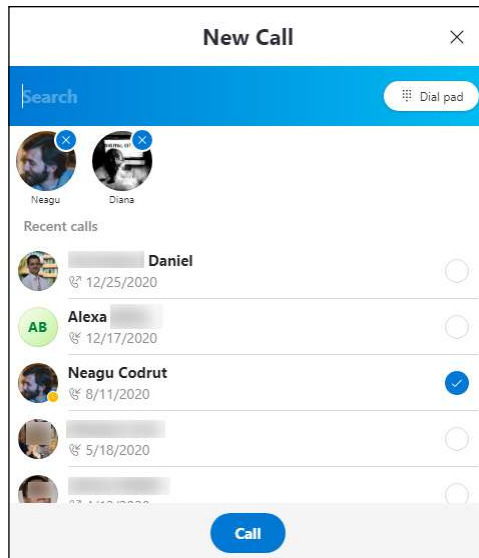 New Call
Search
Dial pad
Neagu Diana
Recent calls
Daniel
12/25/2020
AB
Alexa
12/17/2020
Neagu Codrut
8/11/2020
5/18/2020
Call